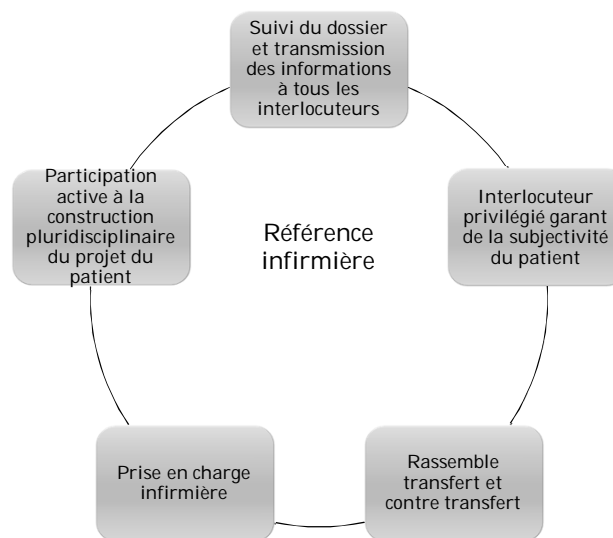 Suivi du dossier
et transmission
des informations
à tous les
interlocuteurs
Participation
active à la
construction
pluridisciplinaire
du projet du
patient
Interlocuteur
privilégié garant
de la subjectivité
du patient
Référence
infirmière
Prise en charge
infirmière
Rassemble
transfert et
contre transfert